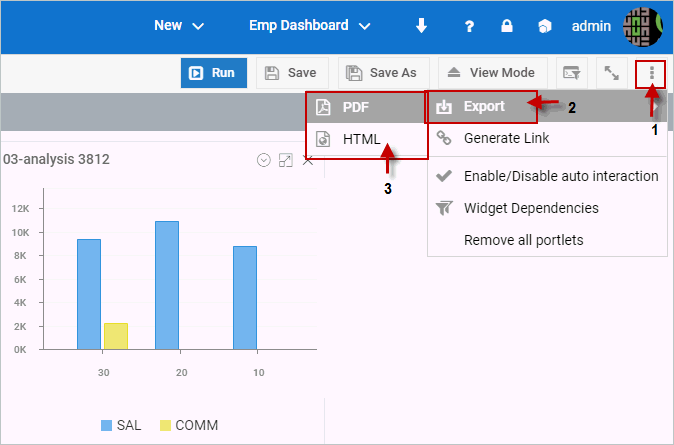 New Emp Dashboard ? admin
Run Save Save As View Mode
PDF Export 2
HTML Generate Link 1
3
Enable/Disable auto interaction
Widget Dependencies
Remove all portlets
03-analysis 3812
12K
10K
8K
6K
4K
2K
0K
30 20 10
SAL COMM